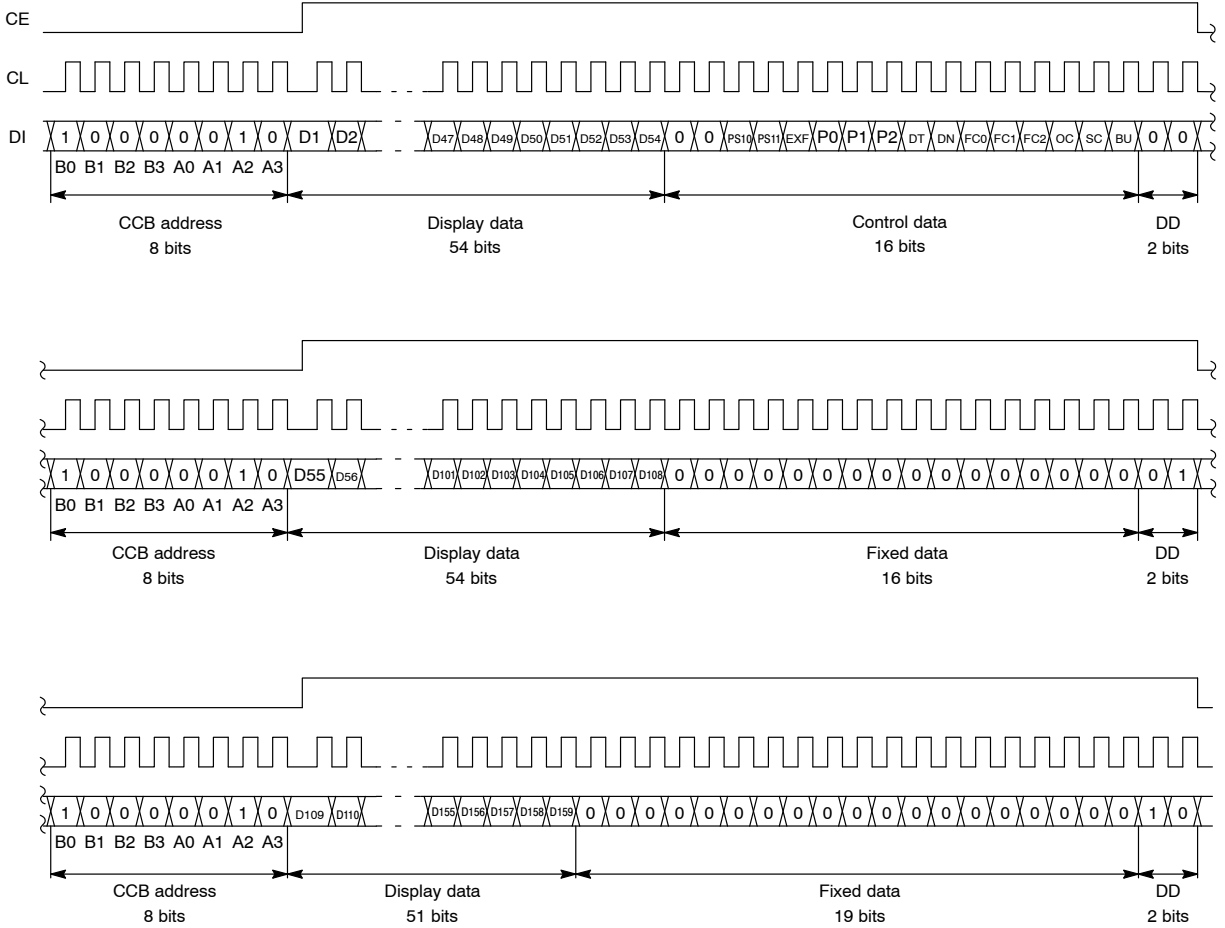 CE
CL
DI 1 0 0 0 0 0 1 0 D1 D2 D47 D48 D49 D50 D51 D52 D53 D54 0 0 PS10 PS11 EXF P0 P1 P2 DT DN FC0 FC1 FC2 OC SC BU 0 0
B0 B1 B2 B3 A0 A1 A2 A3
CCB address Display data Control data DD
8 bits 54 bits 16 bits 2 bits
1 0 0 0 0 0 1 0 D55 D56 D101 D102 D103 D104 D105 D106 D107 D108 0 0 0 0 0 0 0 0 0 0 0 0 0 0 0 0 0 1
B0 B1 B2 B3 A0 A1 A2 A3
CCB address Display data Fixed data DD
8 bits 54 bits 16 bits 2 bits
1 0 0 0 0 0 1 0 D109 D110 D155 D156 D157 D158 D159 0 0 0 0 0 0 0 0 0 0 0 0 0 0 0 0 0 0 0 1 0
B0 B1 B2 B3 A0 A1 A2 A3
CCB address Display data Fixed data DD
8 bits 51 bits 19 bits 2 bits